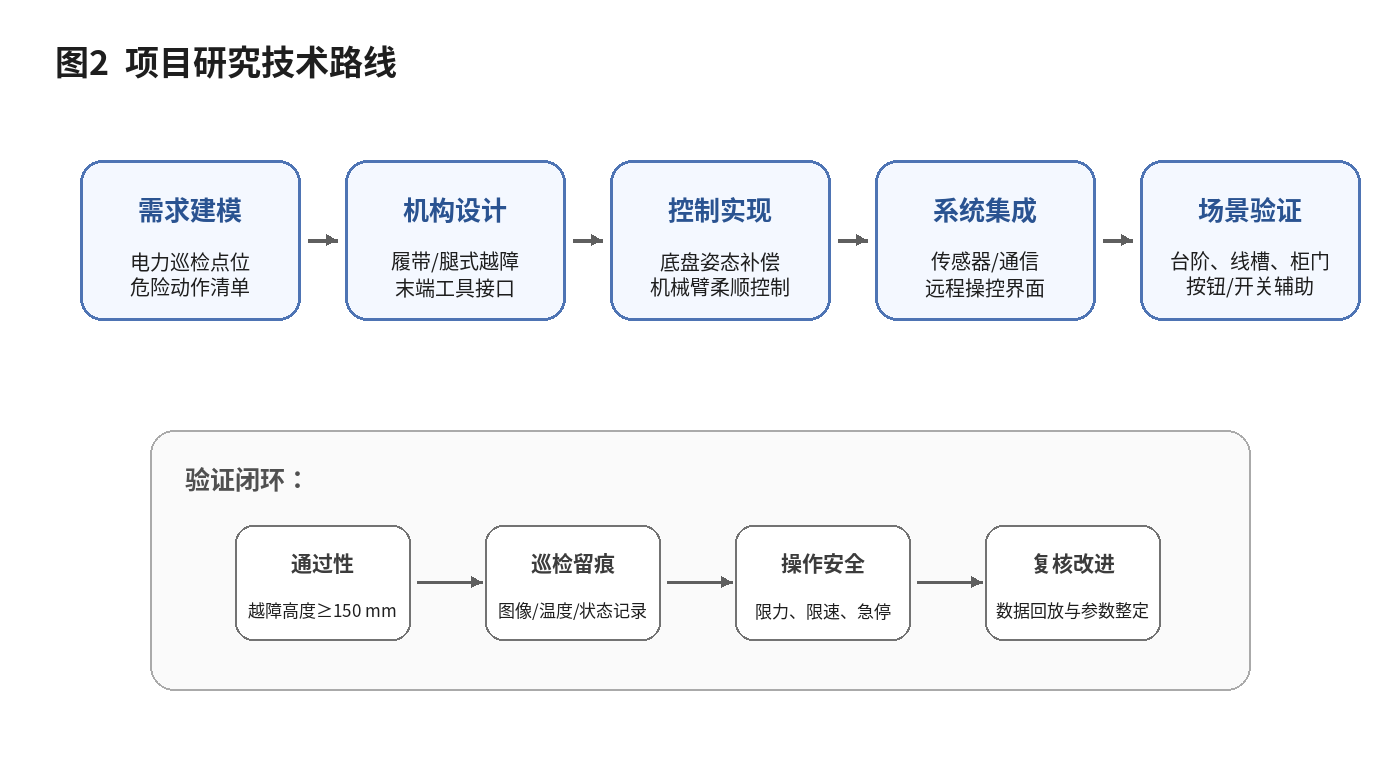 图2 项目研究技术路线
需求建模
电力巡检点位
危险动作清单
机构设计
履带/腿式越障
末端工具接口
控制实现
底盘姿态补偿
机械臂柔顺控制
系统集成
传感器/通信
远程操控界面
场景验证
台阶、线槽、柜门
按钮/开关辅助
验证闭环：
通过性
越障高度≥150 mm
巡检留痕
图像/温度/状态记录
操作安全
限力、限速、急停
复核改进
数据回放与参数整定